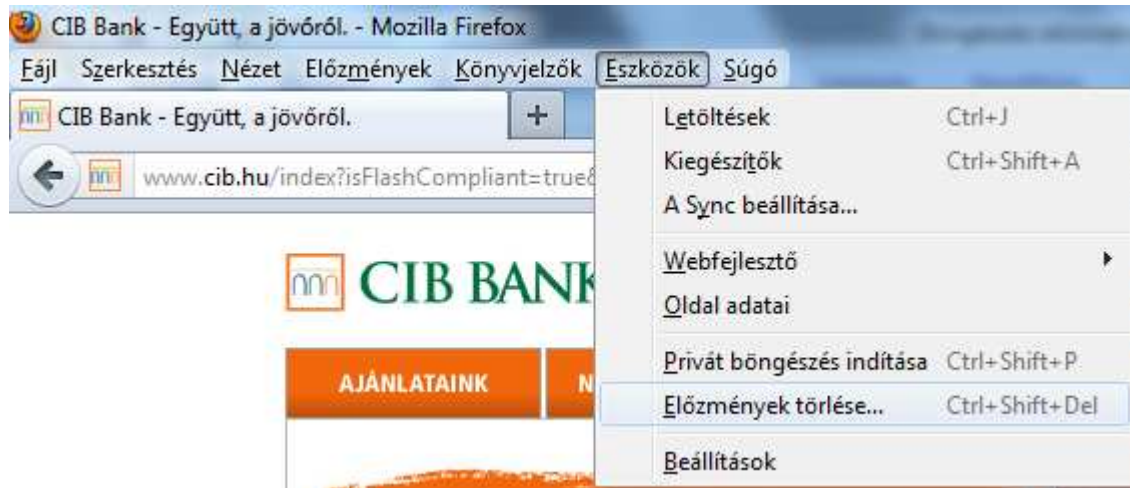 CIB Bank - Együtt, a jövőről. - Mozilla Firefox
Fájl Szerkesztés Nézet Előzmények Könyvjelzők Eszközök Súgó
CIB Bank - Együtt, a jövőről. +
www.cib.hu/index?isFlashCompliant=true&
Letöltések Ctrl+J
Kiegészítők Ctrl+Shift+A
A Sync beállítása...
Webfejlesztő
Oldal adatai
Privát böngészés indítása Ctrl+Shift+P
Előzmények törlése... Ctrl+Shift+Del
Beállítások
CIB BANK
AJÁNLATAINK N